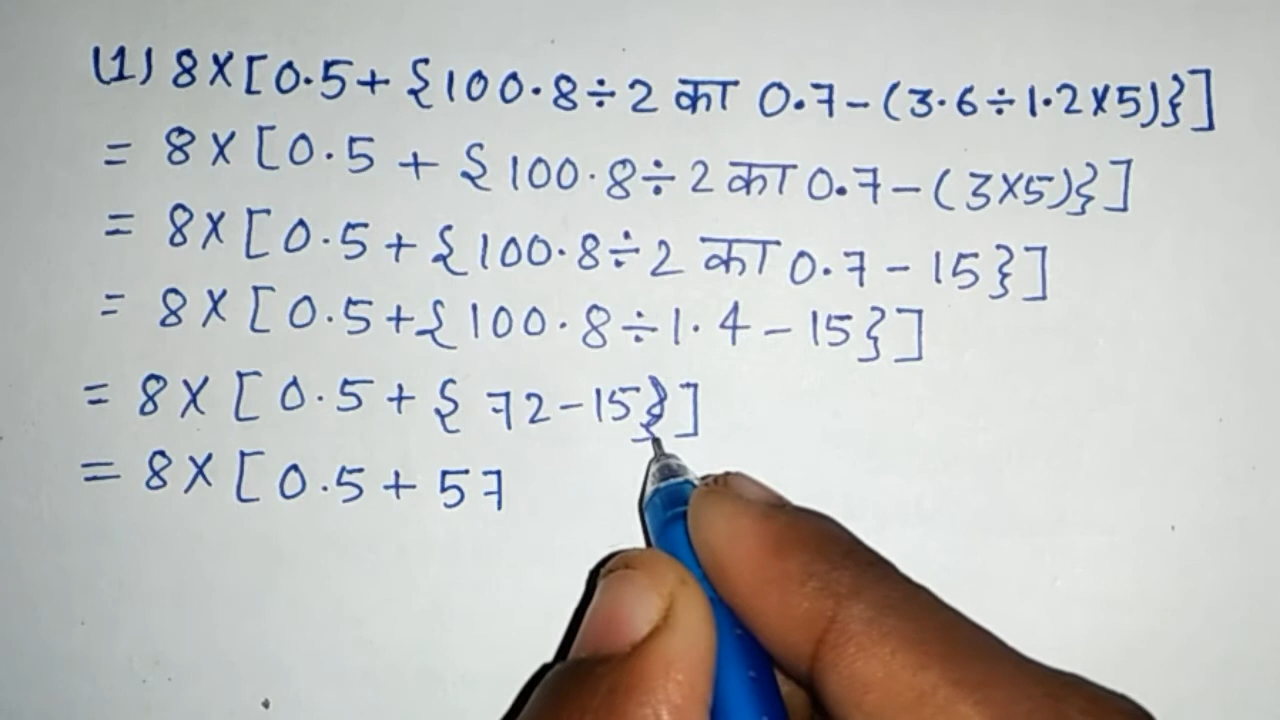 (1) 8×[0.5+{100.8÷2 का 0.7-(3.6÷1.2×5)}]
= 8×[0.5+{100.8÷2 का 0.7-(3×5)}]
= 8×[0.5+{100.8÷2 का 0.7-15}]
= 8×[0.5+{100.8÷1.4-15}]
= 8×[0.5+{72-15}]
= 8×[0.5+57